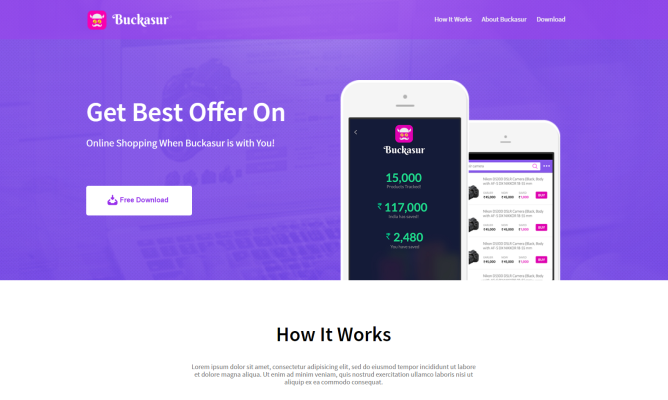 Buckasur
How It Works
About Buckasur
Download
Get Best Offer On
Online Shopping When Buckasur is with You!
Free Download
Buckasur
15,000
Products Tracked!
₹ 117,000
India has saved!
₹ 2,480
You have saved!
How It Works
Lorem ipsum dolor sit amet, consectetur adipisicing elit, sed do eiusmod tempor incididunt ut labore
et dolore magna aliqua. Ut enim ad minim veniam, quis nostrud exercitation ullamco laboris nisi ut
aliquip ex ea commodo consequat.